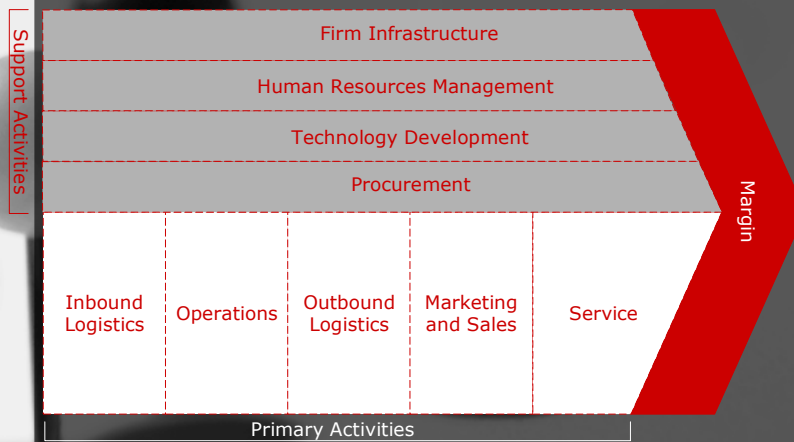 Support Activities
Firm Infrastructure
Human Resources Management
Technology Development
Procurement
Margin
Inbound
Logistics
Operations
Outbound
Logistics
Marketing
and Sales
Service
Primary Activities